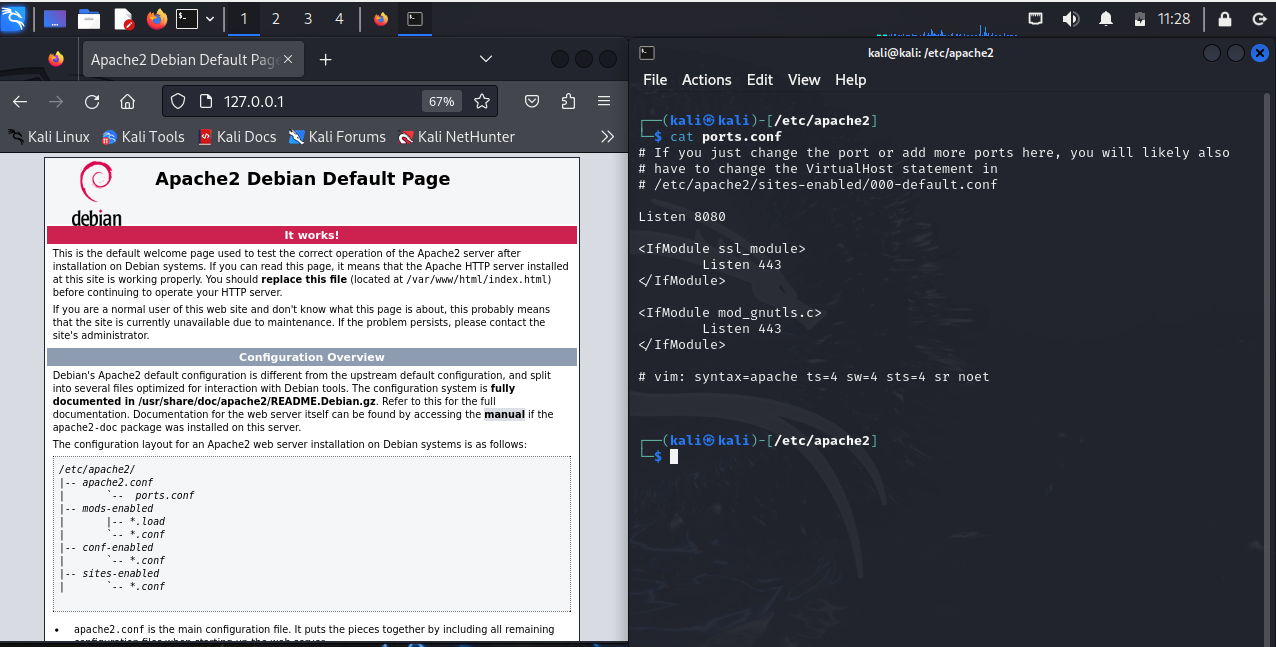 1 2 3 4
11:28
Apache2 Debian Default Pag
127.0.0.1
67%
Kali Linux Kali Tools Kali Docs Kali Forums Kali NetHunter
debian
Apache2 Debian Default Page
It works!
This is the default welcome page used to test the correct operation of the Apache2 server after
installation on Debian systems. If you can read this page, it means that the Apache HTTP server installed
at this site is working properly. You should replace this file (located at /var/www/html/index.html)
before continuing to operate your HTTP server.
If you are a normal user of this web site and don't know what this page is about, this probably means
that the site is currently unavailable due to maintenance. If the problem persists, please contact the
site's administrator.
Configuration Overview
Debian's Apache2 default configuration is different from the upstream default configuration, and split
into several files optimized for interaction with Debian tools. The configuration system is fully
documented in /usr/share/doc/apache2/README.Debian.gz. Refer to this for the full
documentation. Documentation for the web server itself can be found by accessing the manual if the
apache2-doc package was installed on this server.
The configuration layout for an Apache2 web server installation on Debian systems is as follows:
/etc/apache2/
|-- apache2.conf
|       `--  ports.conf
|-- mods-enabled
|       |-- *.load
|       `-- *.conf
|-- conf-enabled
|       `-- *.conf
|-- sites-enabled
|       `-- *.conf
• apache2.conf is the main configuration file. It puts the pieces together by including all remaining
configuration files when starting up the web server.
kali@kali: /etc/apache2
File Actions Edit View Help
┌──(kali㉿kali)-[/etc/apache2]
└─$ cat ports.conf
# If you just change the port or add more ports here, you will likely also
# have to change the VirtualHost statement in
# /etc/apache2/sites-enabled/000-default.conf
Listen 8080
<IfModule ssl_module>
        Listen 443
</IfModule>
<IfModule mod_gnutls.c>
        Listen 443
</IfModule>
# vim: syntax=apache ts=4 sw=4 sts=4 sr noet
┌──(kali㉿kali)-[/etc/apache2]
└─$